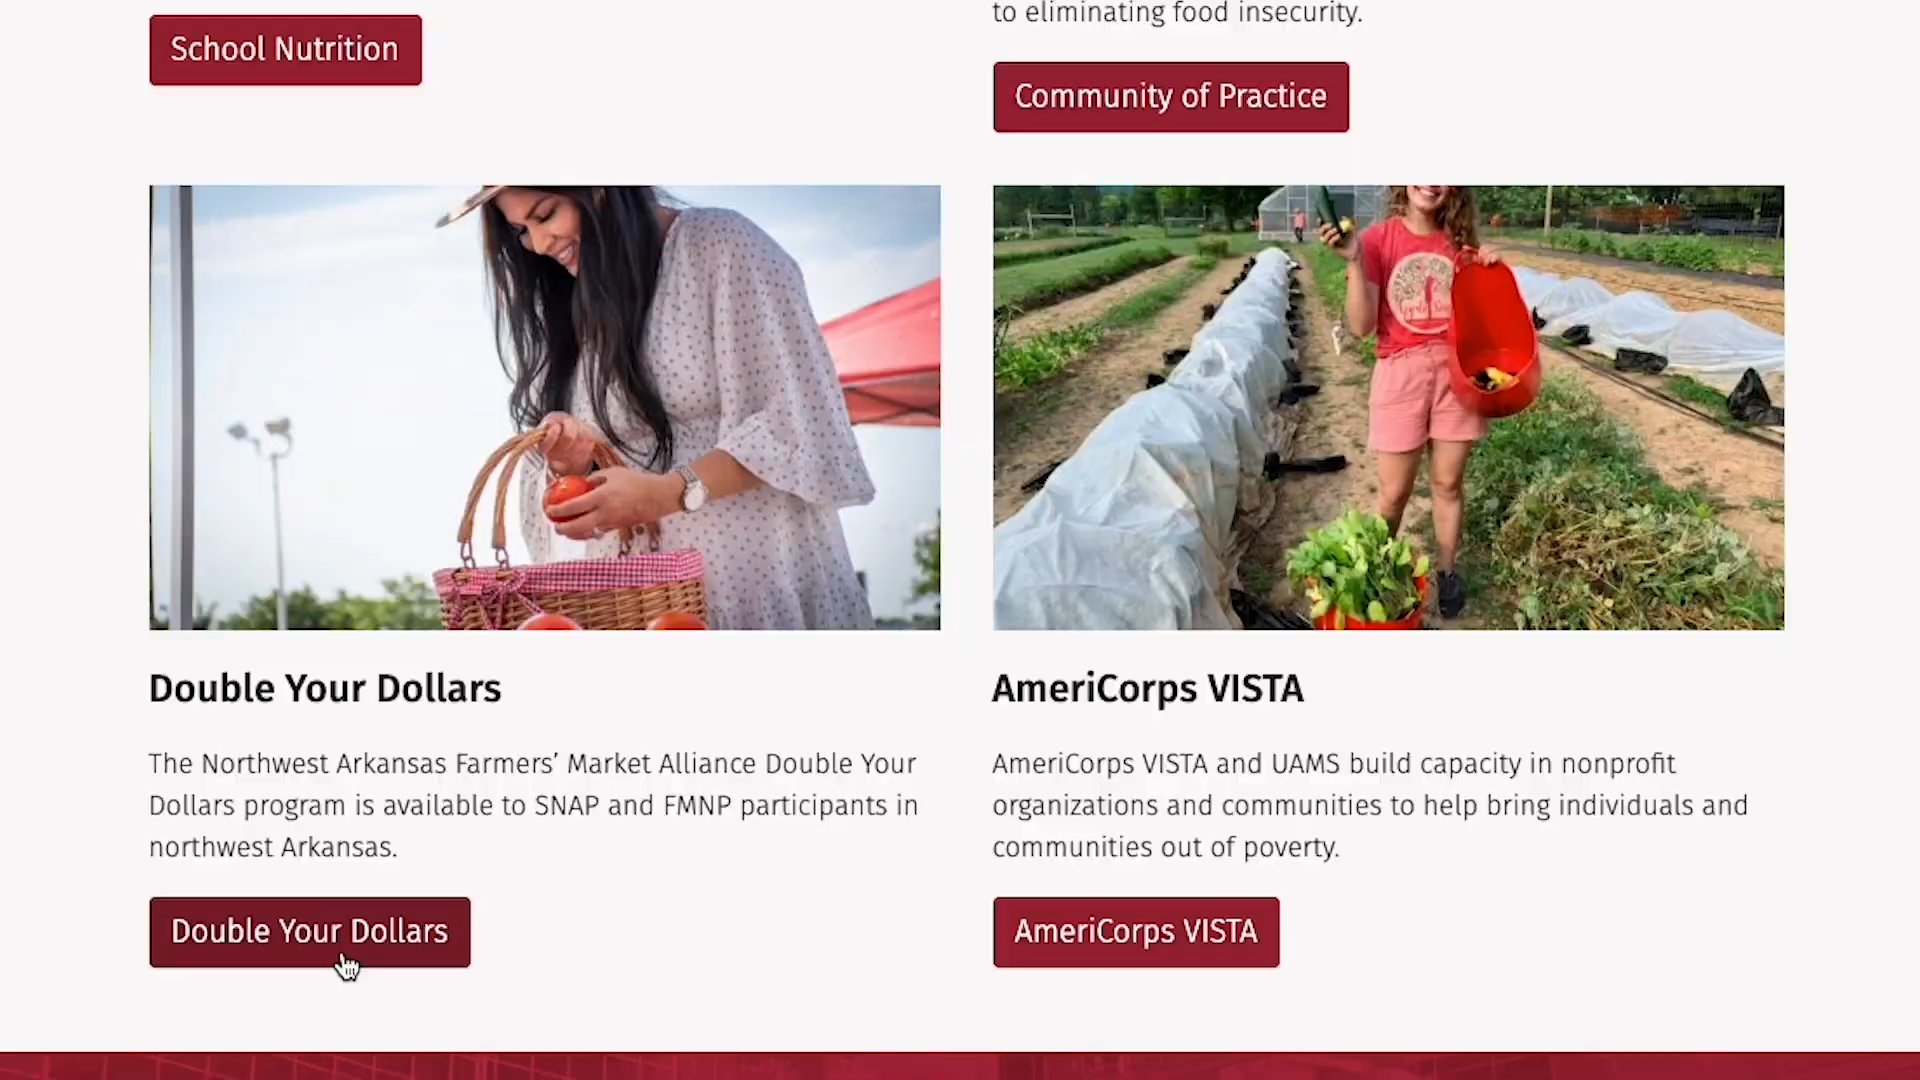 School Nutrition
to eliminating food insecurity.
Community of Practice
Double Your Dollars
The Northwest Arkansas Farmers’ Market Alliance Double Your
Dollars program is available to SNAP and FMNP participants in
northwest Arkansas.
Double Your Dollars
AmeriCorps VISTA
AmeriCorps VISTA and UAMS build capacity in nonprofit
organizations and communities to help bring individuals and
communities out of poverty.
AmeriCorps VISTA